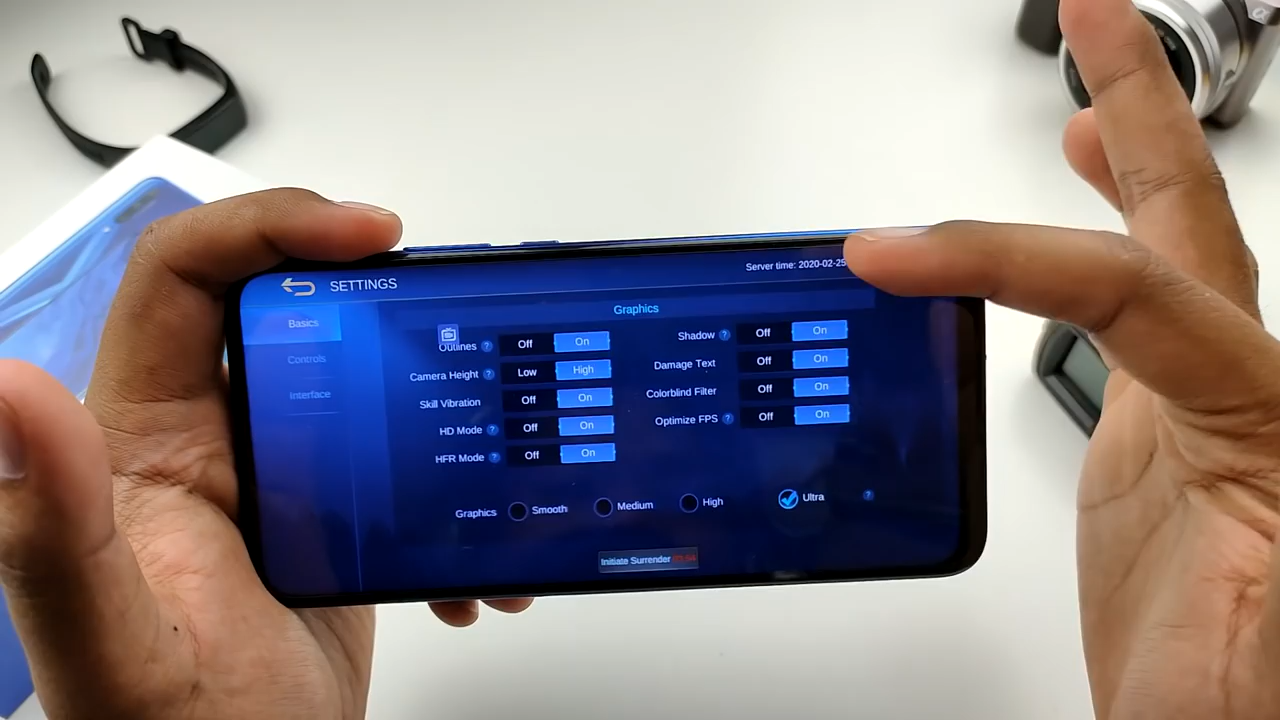 SETTINGS
Server time: 2020-02-25
Graphics
Basics
Controls
Interface
Outlines ? Off On
Camera Height ? Low High
Skill Vibration Off On
HD Mode ? Off On
HFR Mode ? Off On
Shadow ? Off On
Damage Text Off On
Colorblind Filter Off On
Optimize FPS ? Off On
Graphics Smooth Medium High Ultra ?
Initiate Surrender